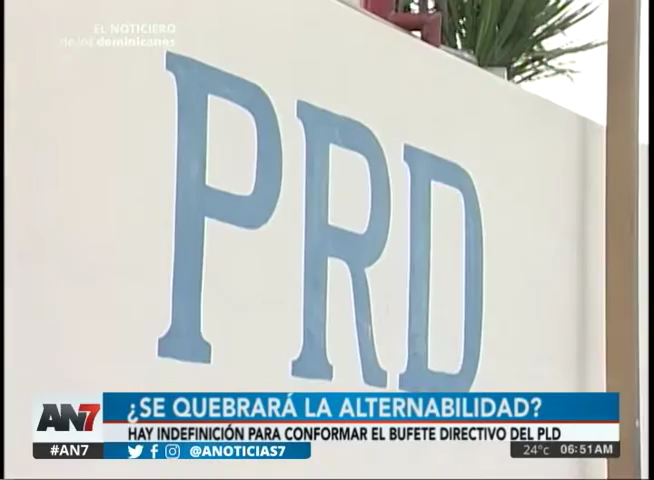 EL NOTICIERO
de los dominicanos
PRD
AN7
¿SE QUEBRARÁ LA ALTERNABILIDAD?
HAY INDEFINICIÓN PARA CONFORMAR EL BUFETE DIRECTIVO DEL PLD
#AN7
@ANOTICIAS7
24°c 06:51AM